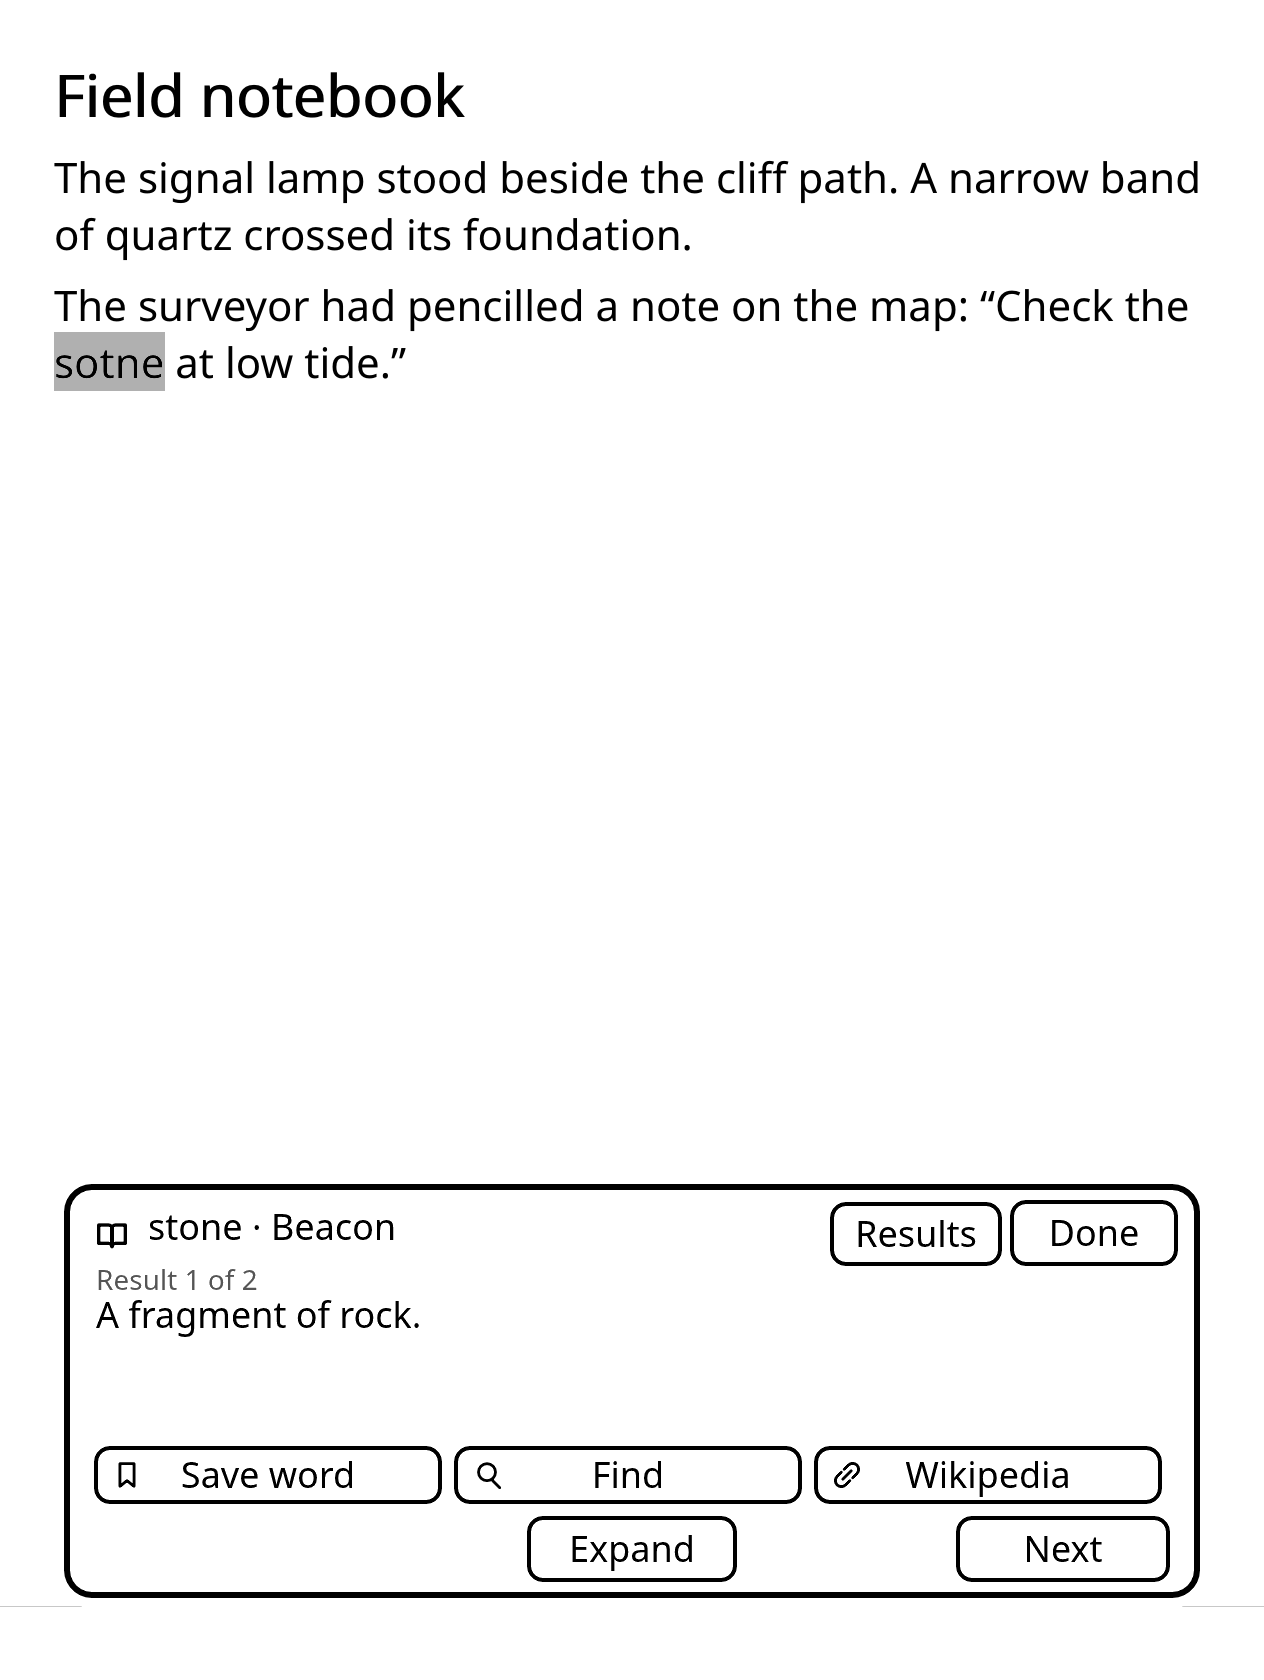 Field notebook
The signal lamp stood beside the cliff path. A narrow band
of quartz crossed its foundation.
The surveyor had pencilled a note on the map: “Check the
sotne at low tide.”
stone · Beacon
Results
Done
Result 1 of 2
A fragment of rock.
Save word
Find
Wikipedia
Expand
Next